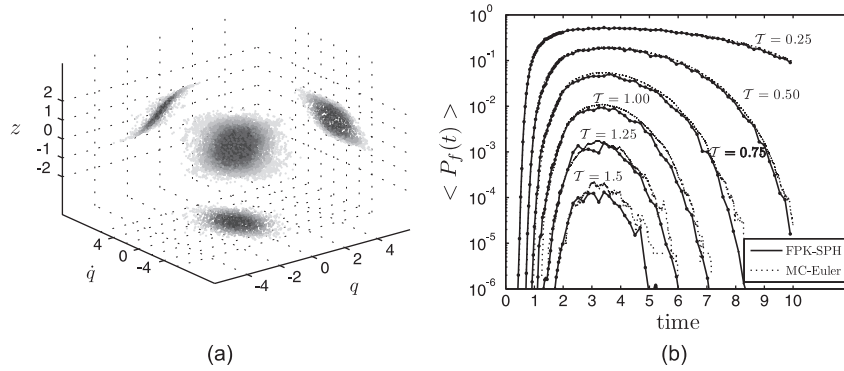 2
1
0
-1
-2
z
4
0
-4
q̇
-4
-2
0
2
4
q
(a)
10^0
10^-1
10^-2
10^-3
10^-4
10^-5
10^-6
< P_f(t) >
𝒯 = 0.25
𝒯 = 0.50
𝒯 = 1.00
𝒯 = 0.75
𝒯 = 1.25
𝒯 = 1.5
FPK-SPH
MC-Euler
0 1 2 3 4 5 6 7 8 9 10
time
(b)